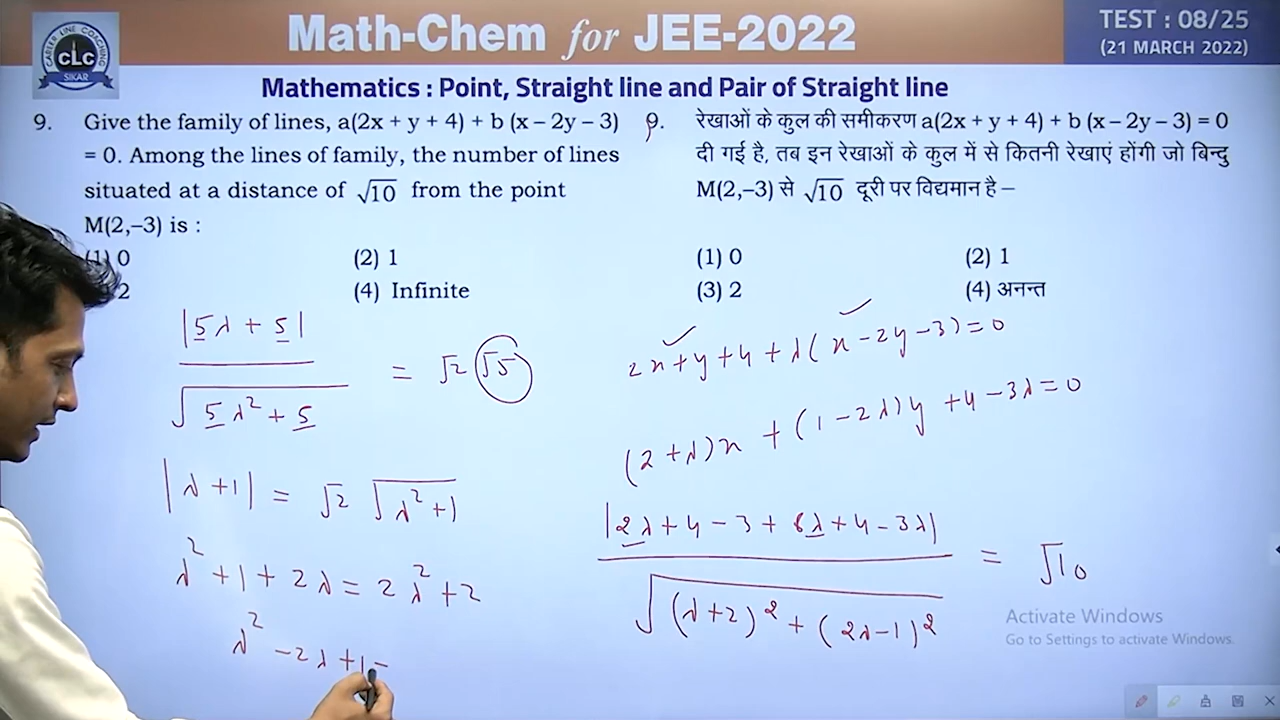 CAREER LINE COACHING
CLC
SIKAR
Math-Chem for JEE-2022
TEST : 08/25
(21 MARCH 2022)
Mathematics : Point, Straight line and Pair of Straight line
9. Give the family of lines, a(2x + y + 4) + b (x – 2y – 3)
= 0. Among the lines of family, the number of lines
situated at a distance of √10 from the point
M(2,–3) is :
(1) 0 (2) 1
2 (4) Infinite
9. रेखाओं के कुल की समीकरण a(2x + y + 4) + b (x – 2y – 3) = 0
दी गई है, तब इन रेखाओं के कुल में से कितनी रेखाएं होंगी जो बिन्दु
M(2,–3) से √10 दूरी पर विद्यमान है –
(1) 0 (2) 1
(3) 2 (4) अनन्त
|5λ + 5| / √(5λ² + 5) = √2 √5
|λ + 1| = √2 √(λ² + 1)
λ² + 1 + 2λ = 2λ² + 2
λ² – 2λ + 1 =
2x + y + 4 + λ(x – 2y – 3) = 0
(2 + λ)x + (1 – 2λ)y + 4 – 3λ = 0
|2λ + 4 – 3 + 6λ + 4 – 3λ| / √((λ + 2)² + (2λ – 1)²) = √10
Activate Windows
Go to Settings to activate Windows.